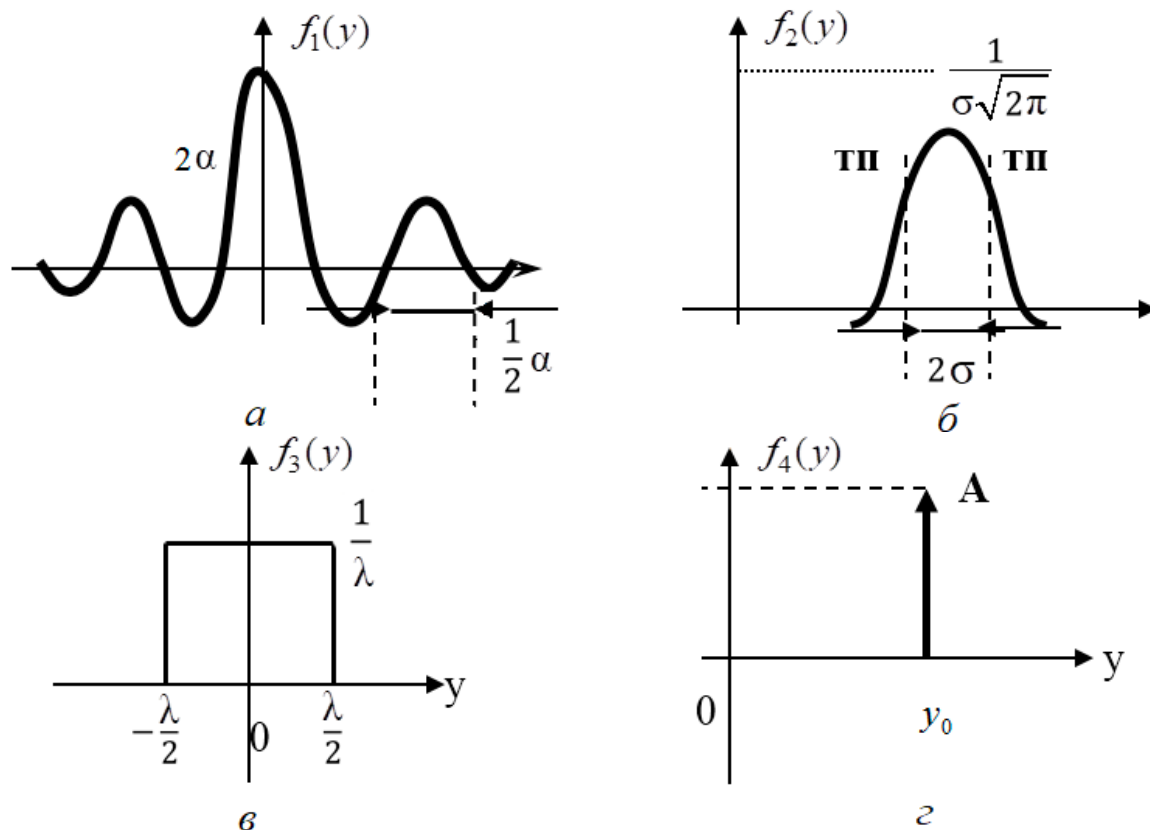 f₁(y)
2α
1/2 α
а
f₂(y)
1/(σ√2π)
ТП
ТП
2σ
б
f₃(y)
1/λ
y
-λ/2
0
λ/2
в
f₄(y)
A
y
0
y₀
г